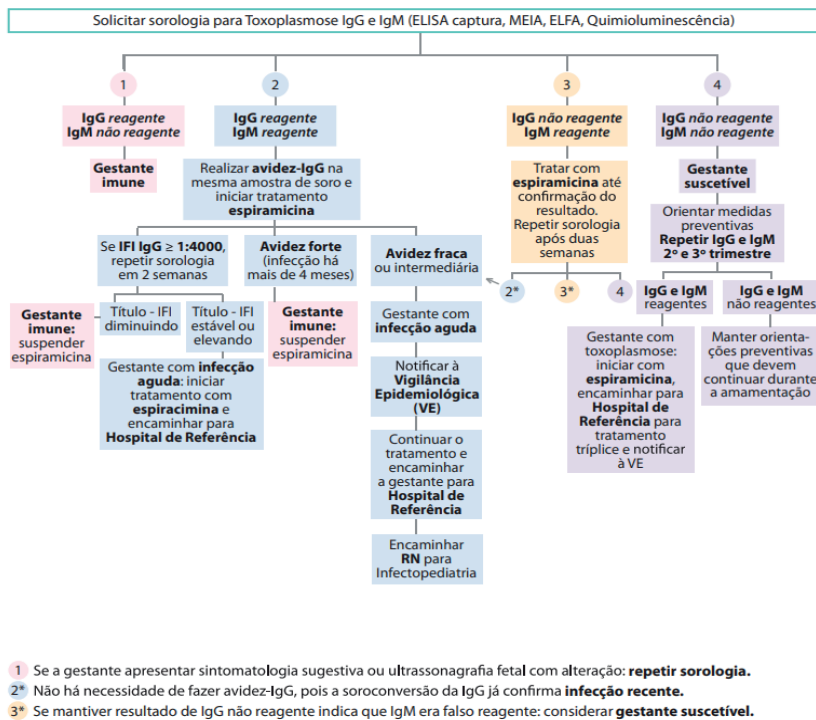 Solicitar sorologia para Toxoplasmose IgG e IgM (ELISA captura, MEIA, ELFA, Quimioluminescência)
1
IgG reagente
IgM não reagente
Gestante
imune
2
IgG reagente
IgM reagente
Realizar avidez-IgG na
mesma amostra de soro e
iniciar tratamento
espiramicina
Se IFI IgG ≥ 1:4000,
repetir sorologia
em 2 semanas
Gestante
imune:
suspender
espiramicina
Título - IFI
diminuindo
Título - IFI
estável ou
elevando
Gestante com infecção
aguda: iniciar
tratamento com
espiracimina e
encaminhar para
Hospital de Referência
Avidez forte
(infecção há
mais de 4 meses)
Gestante
imune:
suspender
espiramicina
Avidez fraca
ou intermediária
Gestante com
infecção aguda
Notificar à
Vigilância
Epidemiológica
(VE)
Continuar o
tratamento e
encaminhar
a gestante para
Hospital de
Referência
Encaminhar
RN para
Infectopediatria
3
IgG não reagente
IgM reagente
Tratar com
espiramicina até
confirmação do
resultado.
Repetir sorologia
após duas
semanas
2*
3*
4
4
IgG não reagente
IgM não reagente
Gestante
suscetível
Orientar medidas
preventivas
Repetir IgG e IgM
2º e 3º trimestre
IgG e IgM
reagentes
Gestante com
toxoplasmose:
iniciar com
espiramicina,
encaminhar para
Hospital de
Referência para
tratamento
tríplice e notificar
à VE
IgG e IgM
não reagentes
Manter orienta-
ções preventivas
que devem
continuar durante
a amamentação
1 Se a gestante apresentar sintomatologia sugestiva ou ultrassonagrafia fetal com alteração: repetir sorologia.
2* Não há necessidade de fazer avidez-IgG, pois a soroconversão da IgG já confirma infecção recente.
3* Se mantiver resultado de IgG não reagente indica que IgM era falso reagente: considerar gestante suscetível.